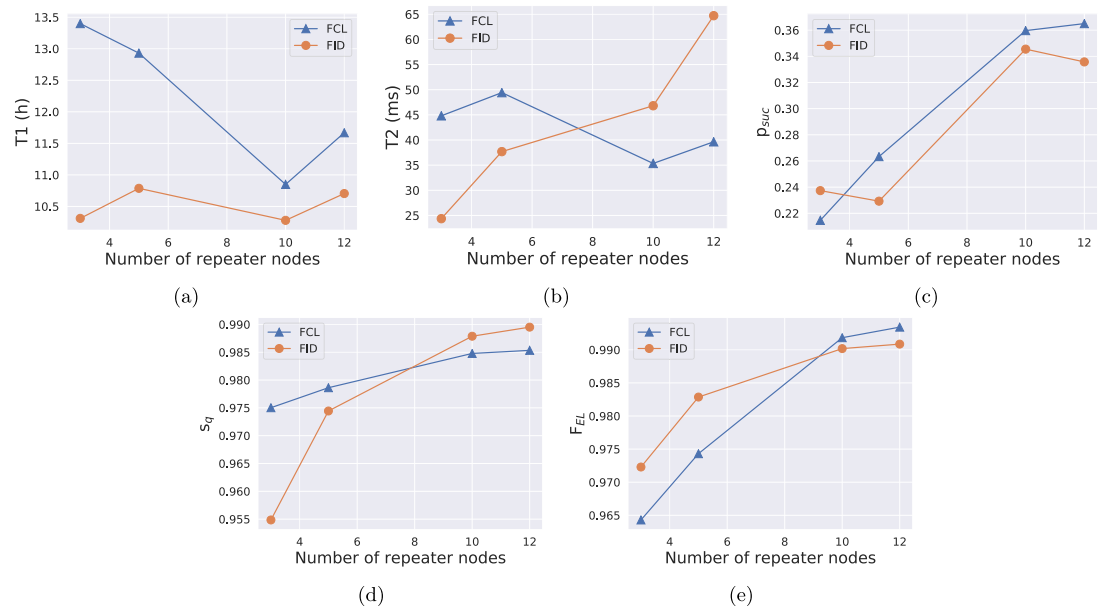 13.5
13.0
12.5
12.0
11.5
11.0
10.5
T1 (h)
FCL
FID
4 6 8 10 12
Number of repeater nodes
(a)
65
60
55
50
45
40
35
30
25
T2 (ms)
FCL
FID
4 6 8 10 12
Number of repeater nodes
(b)
0.36
0.34
0.32
0.30
0.28
0.26
0.24
0.22
p_suc
FCL
FID
4 6 8 10 12
Number of repeater nodes
(c)
0.990
0.985
0.980
0.975
0.970
0.965
0.960
0.955
s_q
FCL
FID
4 6 8 10 12
Number of repeater nodes
(d)
0.990
0.985
0.980
0.975
0.970
0.965
F_EL
FCL
FID
4 6 8 10 12
Number of repeater nodes
(e)